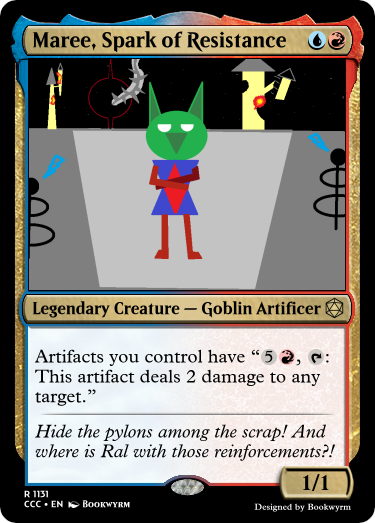 Maree, Spark of Resistance
Legendary Creature — Goblin Artificer
Artifacts you control have “5, :
This artifact deals 2 damage to any
target.”
Hide the pylons among the scrap! And
where is Ral with those reinforcements?!
1/1
R 1131
CCC • EN Bookwyrm
Designed by Bookwyrm